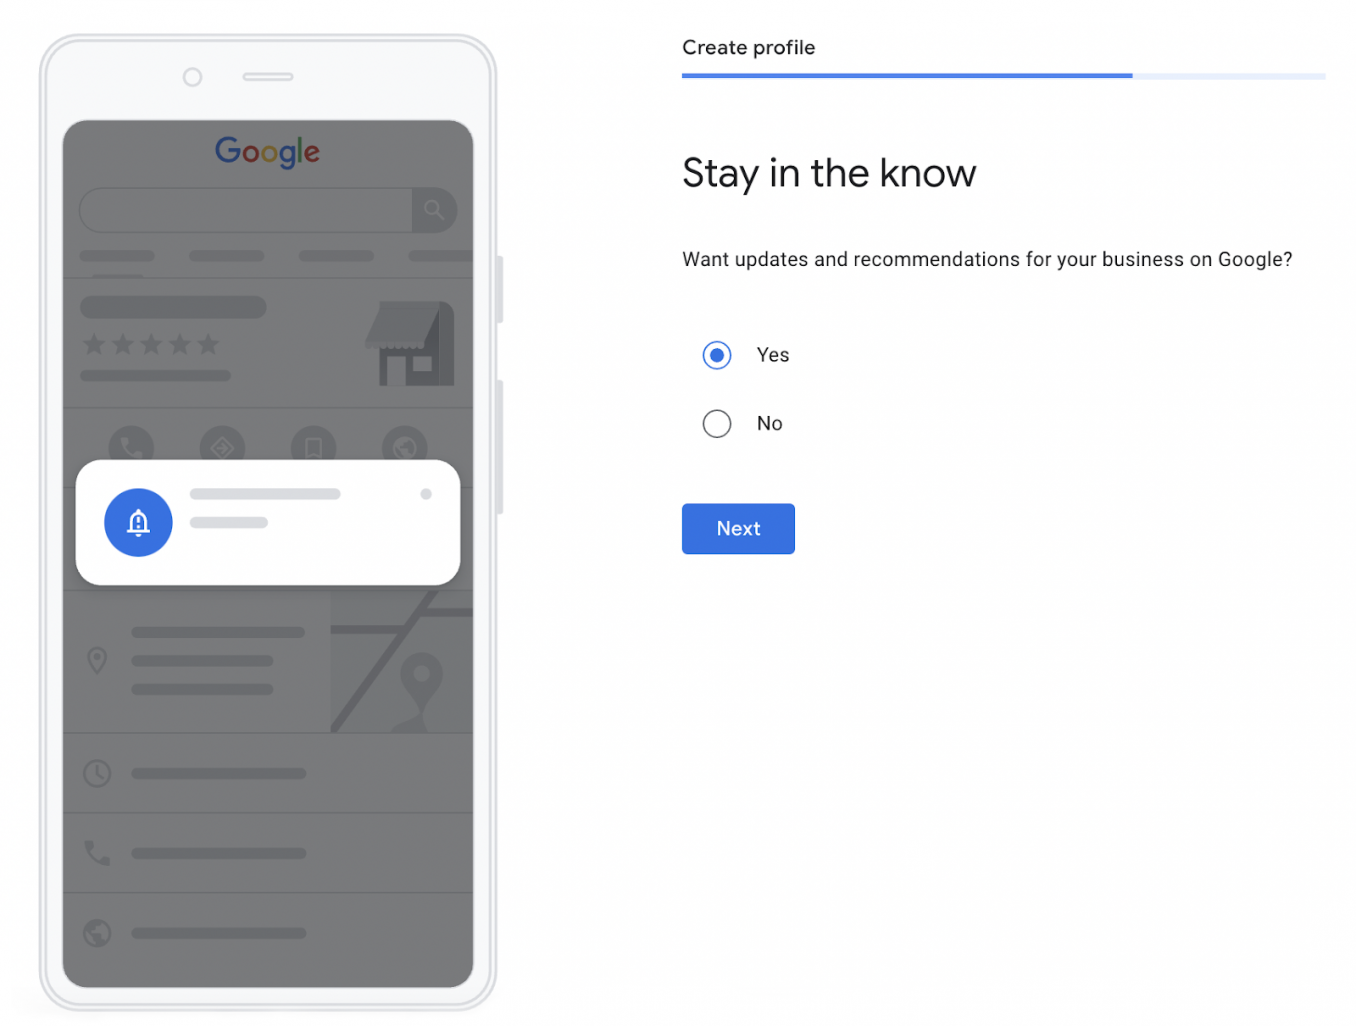 Google
Create profile
Stay in the know
Want updates and recommendations for your business on Google?
Yes
No
Next